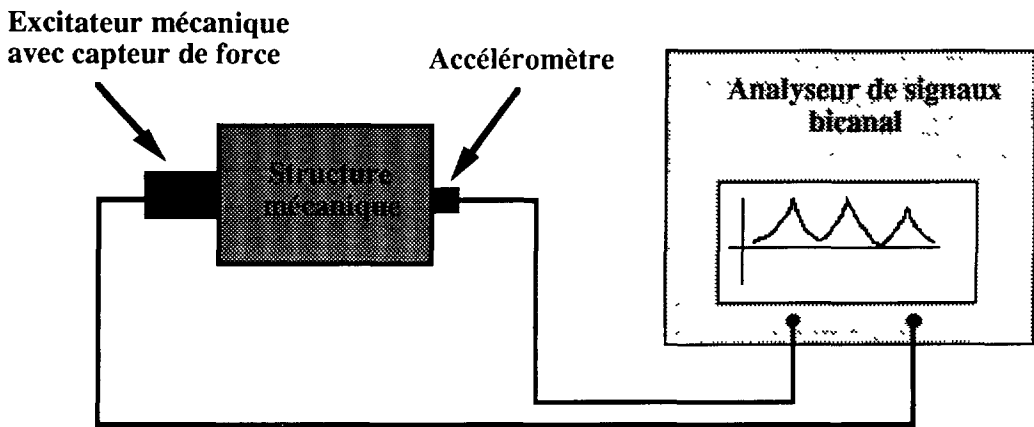 Excitateur mécanique
avec capteur de force
Accéléromètre
Analyseur de signaux
bicanal
Structure
mécanique